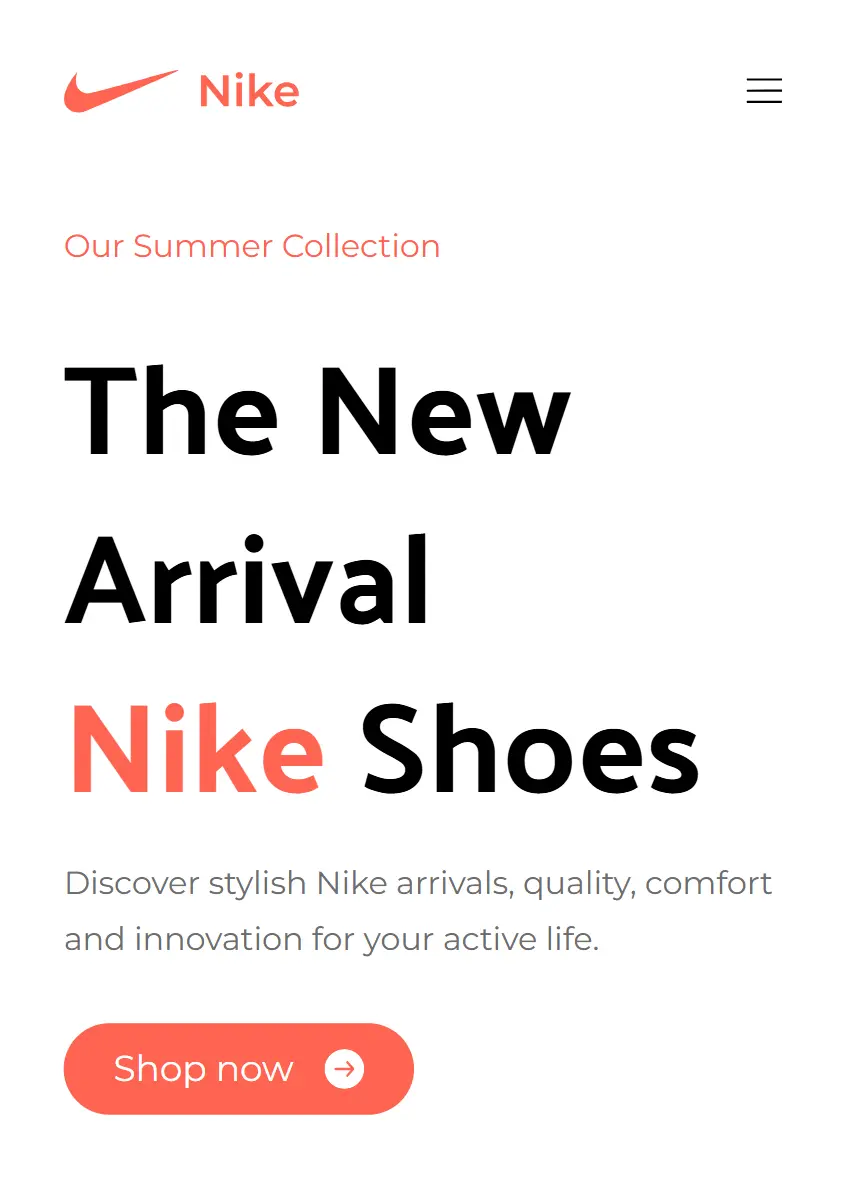 Nike
Our Summer Collection
The New
Arrival
Nike Shoes
Discover stylish Nike arrivals, quality, comfort
and innovation for your active life.
Shop now